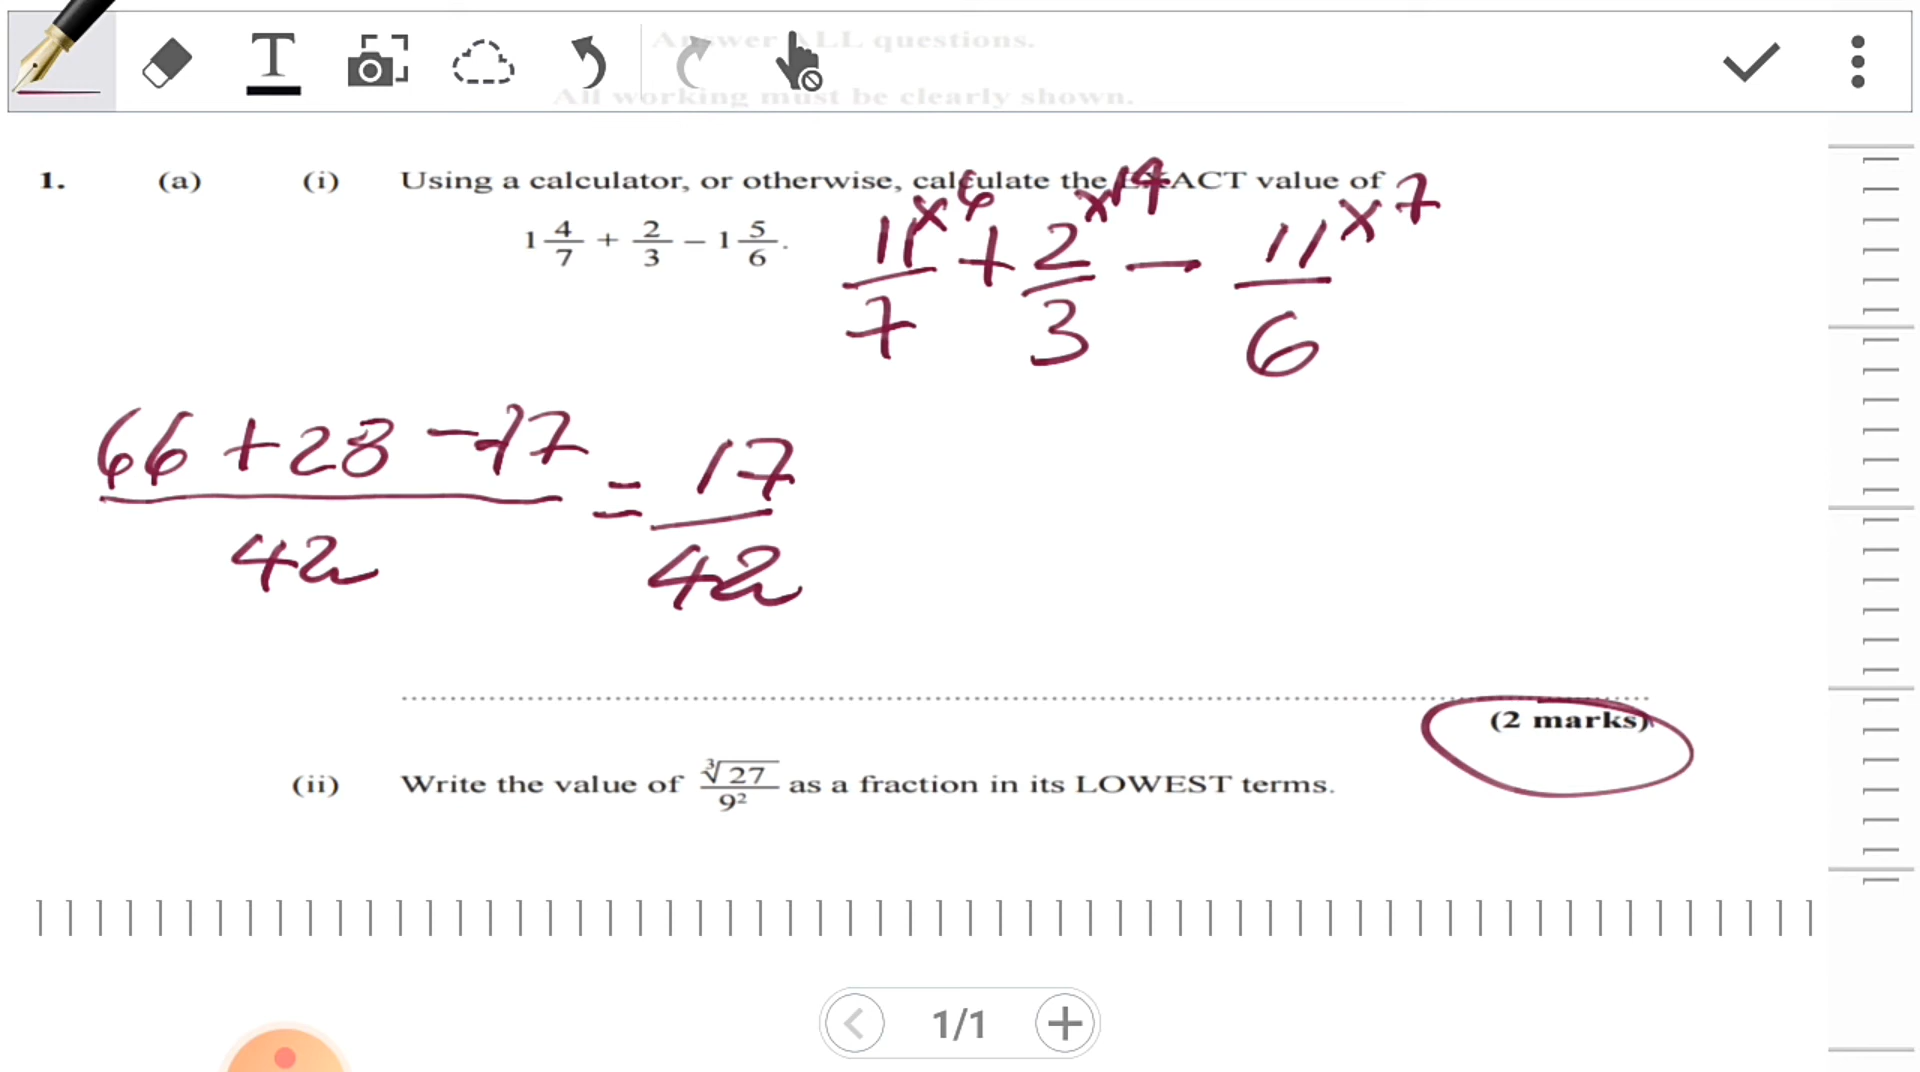 Answer ALL questions.
All working must be clearly shown.
1. (a) (i) Using a calculator, or otherwise, calculate the EXACT value of
1 4/7 + 2/3 − 1 5/6.
11/7 ×6 + 2/3 ×14 − 11/6 ×7
(66 + 28 − 77)/42 = 17/42
(2 marks)
(ii) Write the value of ∛27/9² as a fraction in its LOWEST terms.
1/1